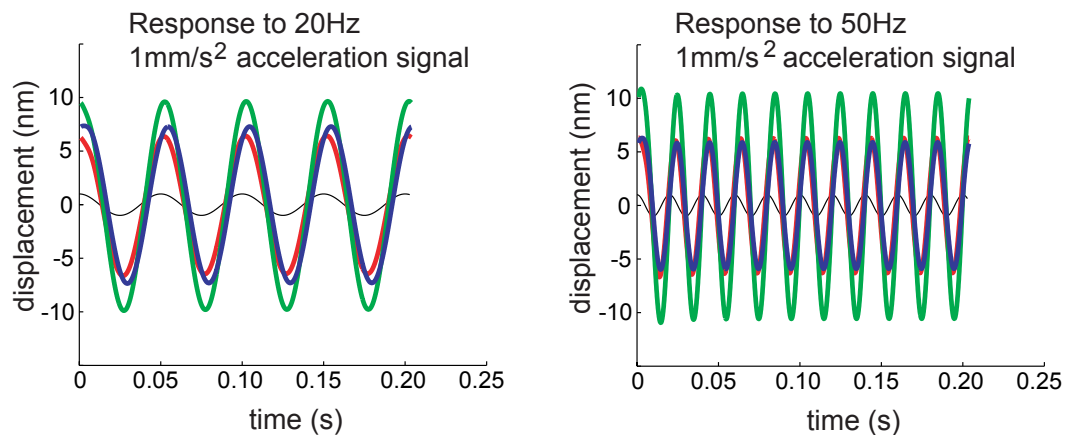 Response to 20Hz
1mm/s² acceleration signal
displacement (nm)
10
5
0
-5
-10
0
0.05
0.10
0.15
0.20
0.25
time (s)
Response to 50Hz
1mm/s² acceleration signal
displacement (nm)
10
5
0
-5
-10
0
0.05
0.10
0.15
0.20
0.25
time (s)